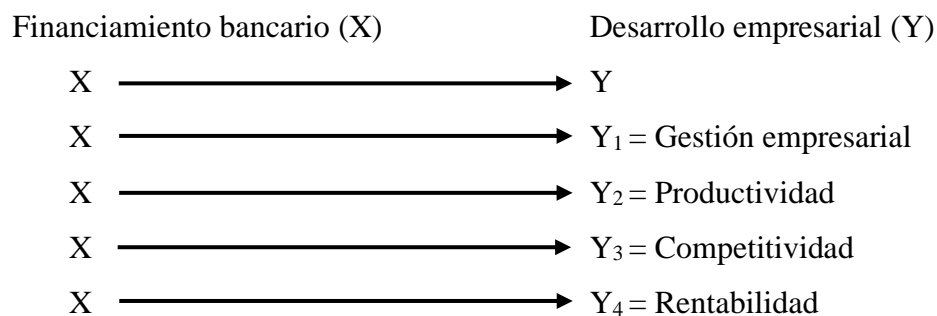 Financiamiento bancario (X) Desarrollo empresarial (Y)
X Y
X Y₁ = Gestión empresarial
X Y₂ = Productividad
X Y₃ = Competitividad
X Y₄ = Rentabilidad